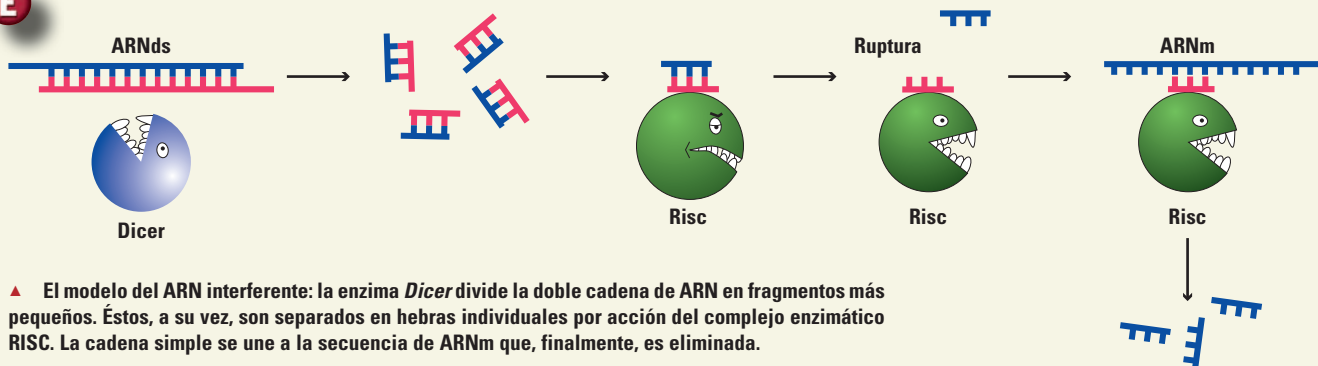 E
ARNds
Ruptura
ARNm
Dicer
Risc
Risc
Risc
▲ El modelo del ARN interferente: la enzima Dicer divide la doble cadena de ARN en fragmentos más
pequeños. Éstos, a su vez, son separados en hebras individuales por acción del complejo enzimático
RISC. La cadena simple se une a la secuencia de ARNm que, finalmente, es eliminada.